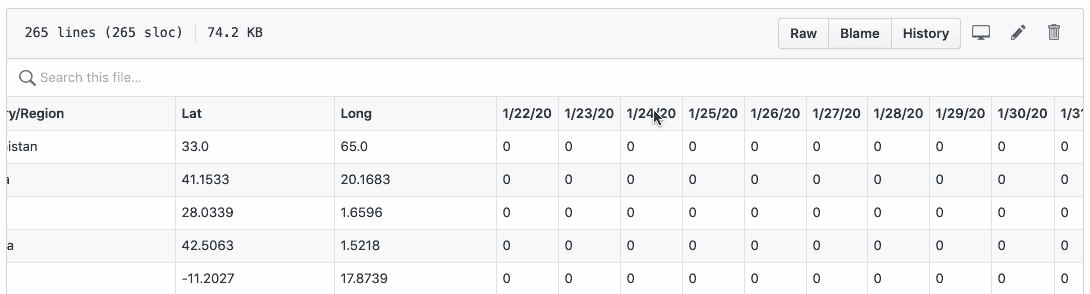 265 lines (265 sloc) 74.2 KB Raw Blame History
Search this file...
ry/Region Lat Long 1/22/20 1/23/20 1/24/20 1/25/20 1/26/20 1/27/20 1/28/20 1/29/20 1/30/20 1/31
istan 33.0 65.0 0 0 0 0 0 0 0 0 0 0
a 41.1533 20.1683 0 0 0 0 0 0 0 0 0 0
28.0339 1.6596 0 0 0 0 0 0 0 0 0 0
a 42.5063 1.5218 0 0 0 0 0 0 0 0 0 0
-11.2027 17.8739 0 0 0 0 0 0 0 0 0 0